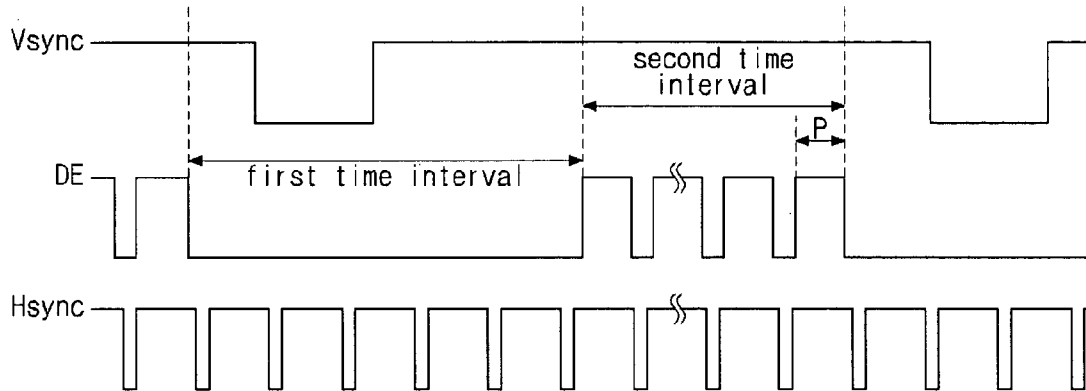 Vsync
second time
interval
P
DE
first time interval
Hsync